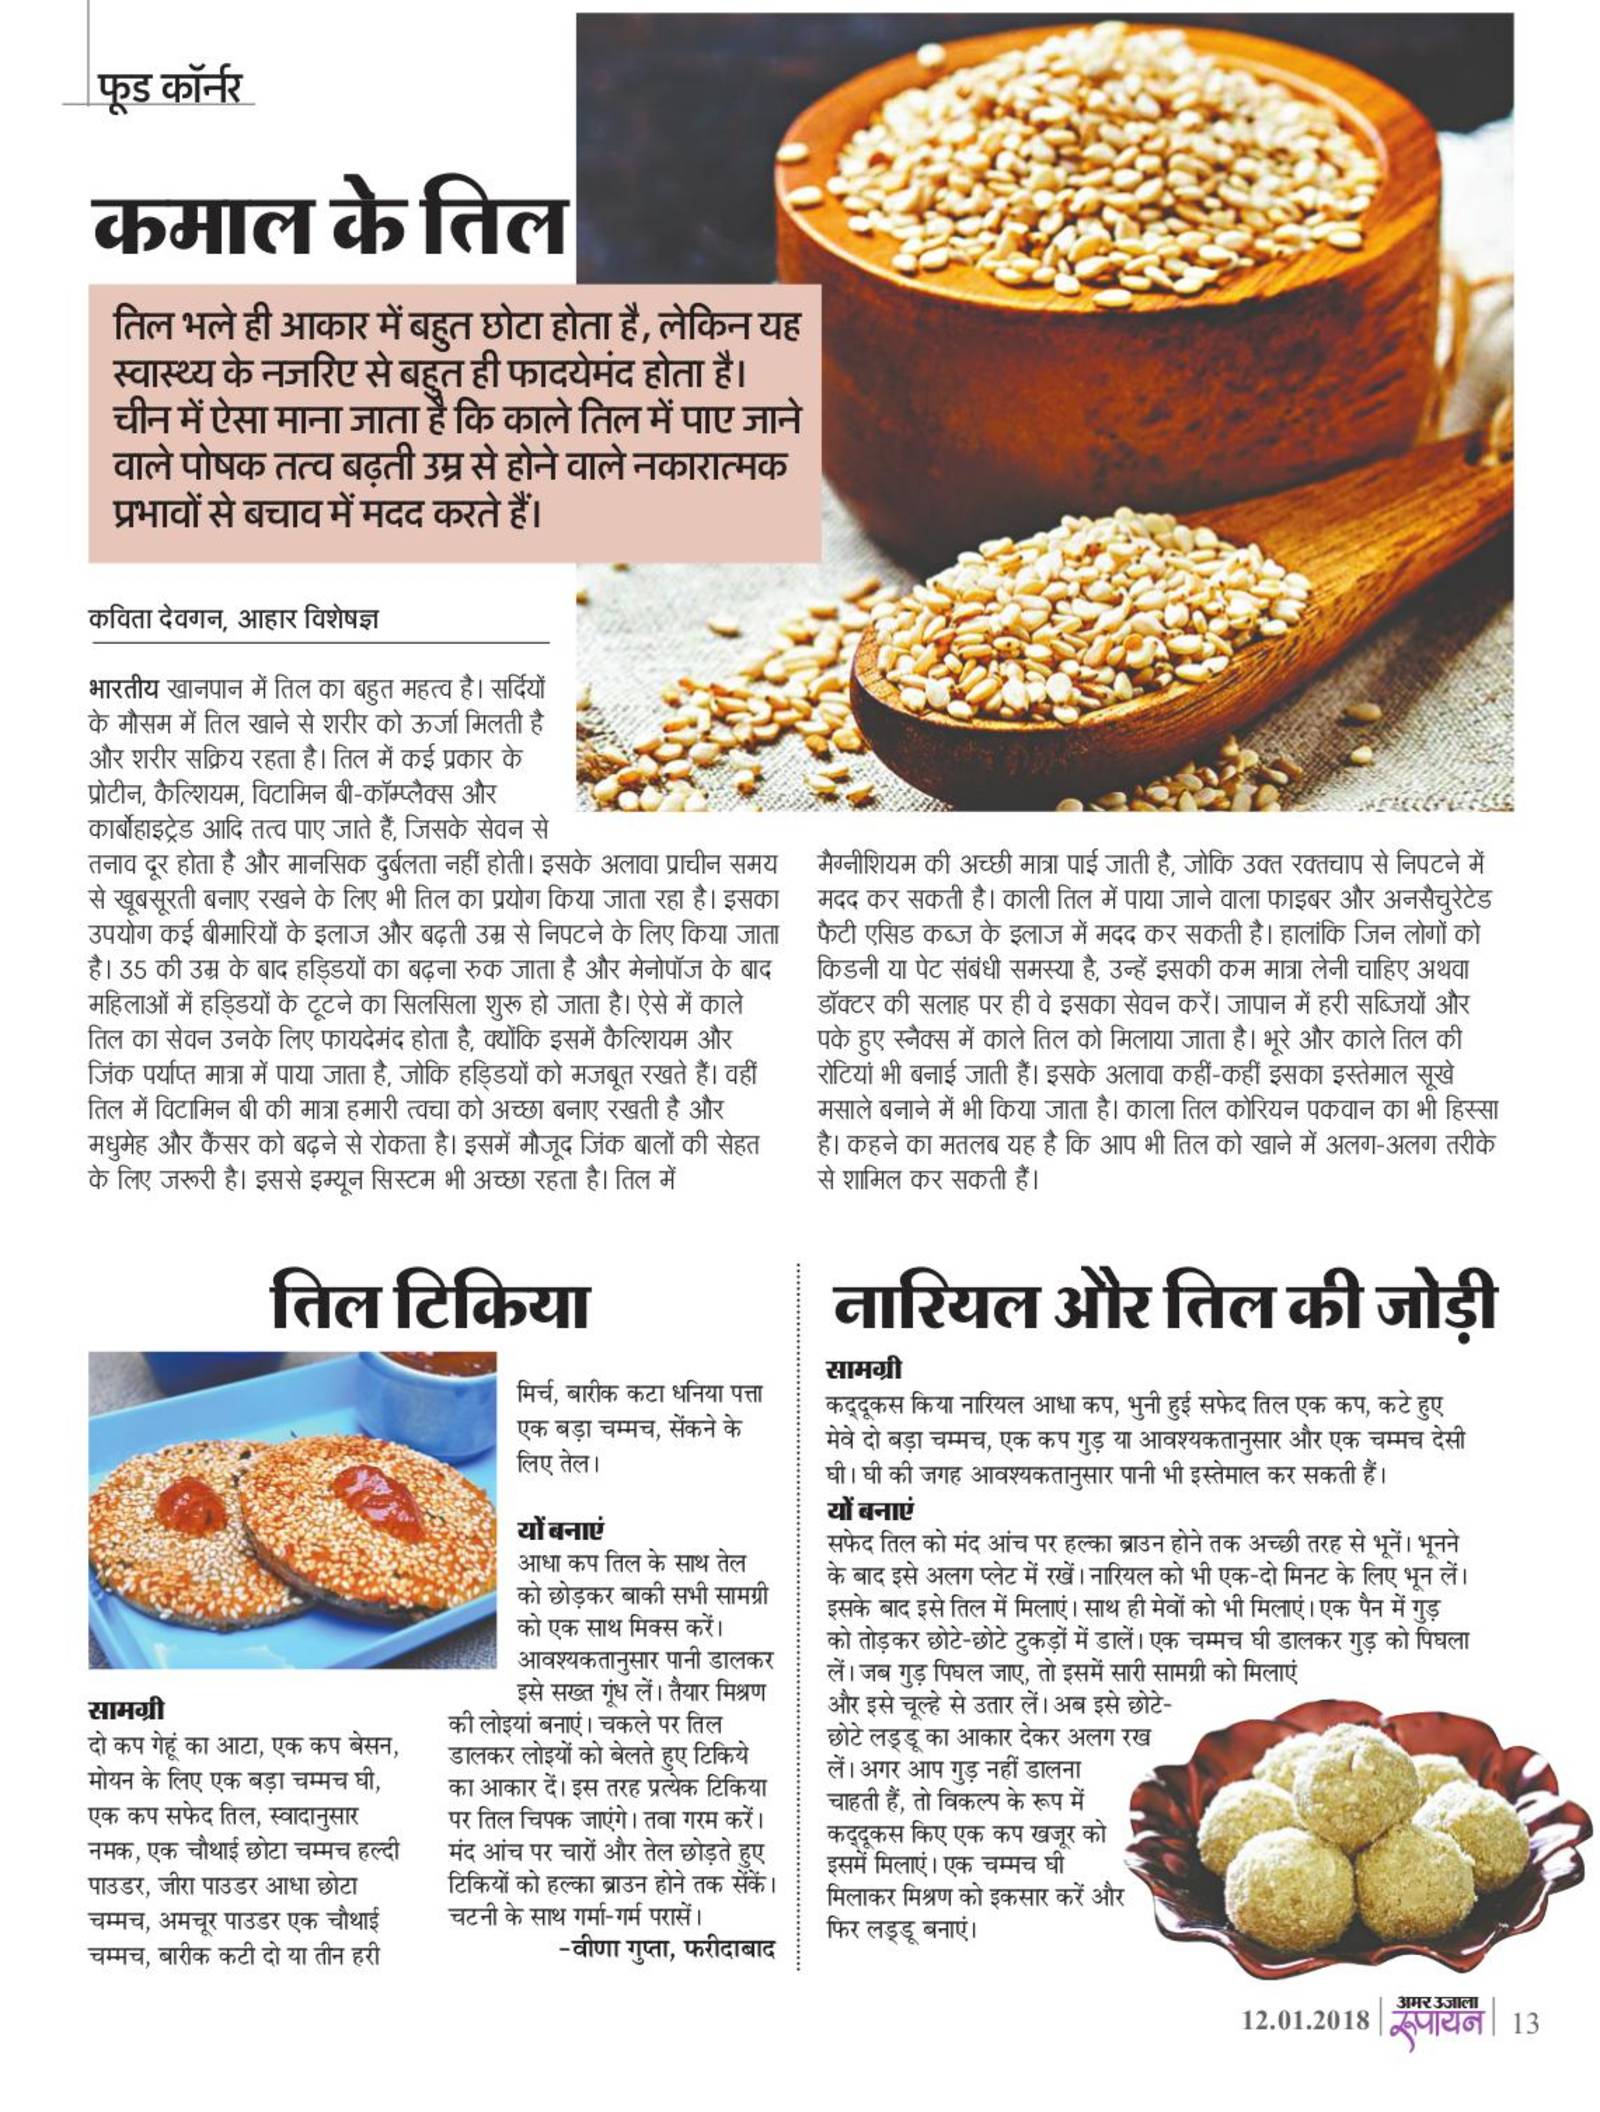 फूड कॉर्नर
कमाल के तिल
तिल भले ही आकार में बहुत छोटा होता है, लेकिन यह
स्वास्थ्य के नजरिए से बहुत ही फादयेमंद होता है।
चीन में ऐसा माना जाता है कि काले तिल में पाए जाने
वाले पोषक तत्व बढ़ती उम्र से होने वाले नकारात्मक
प्रभावों से बचाव में मदद करते हैं।
कविता देवगन, आहार विशेषज्ञ
भारतीय खानपान में तिल का बहुत महत्व है। सर्दियों
के मौसम में तिल खाने से शरीर को ऊर्जा मिलती है
और शरीर सक्रिय रहता है। तिल में कई प्रकार के
प्रोटीन, कैल्शियम, विटामिन बी-कॉम्प्लैक्स और
कार्बोहाइट्रेड आदि तत्व पाए जाते हैं, जिसके सेवन से
तनाव दूर होता है और मानसिक दुर्बलता नहीं होती। इसके अलावा प्राचीन समय
से खूबसूरती बनाए रखने के लिए भी तिल का प्रयोग किया जाता रहा है। इसका
उपयोग कई बीमारियों के इलाज और बढ़ती उम्र से निपटने के लिए किया जाता
है। 35 की उम्र के बाद हड्डियों का बढ़ना रुक जाता है और मेनोपॉज के बाद
महिलाओं में हड्डियों के टूटने का सिलसिला शुरू हो जाता है। ऐसे में काले
तिल का सेवन उनके लिए फायदेमंद होता है, क्योंकि इसमें कैल्शियम और
जिंक पर्याप्त मात्रा में पाया जाता है, जोकि हड्डियों को मजबूत रखते हैं। वहीं
तिल में विटामिन बी की मात्रा हमारी त्वचा को अच्छा बनाए रखती है और
मधुमेह और कैंसर को बढ़ने से रोकता है। इसमें मौजूद जिंक बालों की सेहत
के लिए जरूरी है। इससे इम्यून सिस्टम भी अच्छा रहता है। तिल में
मैग्नीशियम की अच्छी मात्रा पाई जाती है, जोकि उक्त रक्तचाप से निपटने में
मदद कर सकती है। काली तिल में पाया जाने वाला फाइबर और अनसैचुरेटेड
फैटी एसिड कब्ज के इलाज में मदद कर सकती है। हालांकि जिन लोगों को
किडनी या पेट संबंधी समस्या है, उन्हें इसकी कम मात्रा लेनी चाहिए अथवा
डॉक्टर की सलाह पर ही वे इसका सेवन करें। जापान में हरी सब्जियों और
पके हुए स्नैक्स में काले तिल को मिलाया जाता है। भूरे और काले तिल की
रोटियां भी बनाई जाती हैं। इसके अलावा कहीं-कहीं इसका इस्तेमाल सूखे
मसाले बनाने में भी किया जाता है। काला तिल कोरियन पकवान का भी हिस्सा
है। कहने का मतलब यह है कि आप भी तिल को खाने में अलग-अलग तरीके
से शामिल कर सकती हैं।
तिल टिकिया
सामग्री
दो कप गेहूं का आटा, एक कप बेसन,
मोयन के लिए एक बड़ा चम्मच घी,
एक कप सफेद तिल, स्वादानुसार
नमक, एक चौथाई छोटा चम्मच हल्दी
पाउडर, जीरा पाउडर आधा छोटा
चम्मच, अमचूर पाउडर एक चौथाई
चम्मच, बारीक कटी दो या तीन हरी
मिर्च, बारीक कटा धनिया पत्ता
एक बड़ा चम्मच, सेंकने के
लिए तेल।
यों बनाएं
आधा कप तिल के साथ तेल
को छोड़कर बाकी सभी सामग्री
को एक साथ मिक्स करें।
आवश्यकतानुसार पानी डालकर
इसे सख्त गूंध लें। तैयार मिश्रण
की लोइयां बनाएं। चकले पर तिल
डालकर लोइयों को बेलते हुए टिकिये
का आकार दें। इस तरह प्रत्येक टिकिया
पर तिल चिपक जाएंगे। तवा गरम करें।
मंद आंच पर चारों और तेल छोड़ते हुए
टिकियों को हल्का ब्राउन होने तक सेंकें।
चटनी के साथ गर्मा-गर्म परासें।
-वीणा गुप्ता, फरीदाबाद
नारियल और तिल की जोड़ी
सामग्री
कद्दूकस किया नारियल आधा कप, भुनी हुई सफेद तिल एक कप, कटे हुए
मेवे दो बड़ा चम्मच, एक कप गुड़ या आवश्यकतानुसार और एक चम्मच देसी
घी। घी की जगह आवश्यकतानुसार पानी भी इस्तेमाल कर सकती हैं।
यों बनाएं
सफेद तिल को मंद आंच पर हल्का ब्राउन होने तक अच्छी तरह से भूनें। भूनने
के बाद इसे अलग प्लेट में रखें। नारियल को भी एक-दो मिनट के लिए भून लें।
इसके बाद इसे तिल में मिलाएं। साथ ही मेवों को भी मिलाएं। एक पैन में गुड़
को तोड़कर छोटे-छोटे टुकड़ों में डालें। एक चम्मच घी डालकर गुड़ को पिघला
लें। जब गुड़ पिघल जाए, तो इसमें सारी सामग्री को मिलाएं
और इसे चूल्हे से उतार लें। अब इसे छोटे-
छोटे लड्डू का आकार देकर अलग रख
लें। अगर आप गुड़ नहीं डालना
चाहती हैं, तो विकल्प के रूप में
कद्दूकस किए एक कप खजूर को
इसमें मिलाएं। एक चम्मच घी
मिलाकर मिश्रण को इकसार करें और
फिर लड्डू बनाएं।
12.01.2018 | अमर उजाला रूपायन | 13